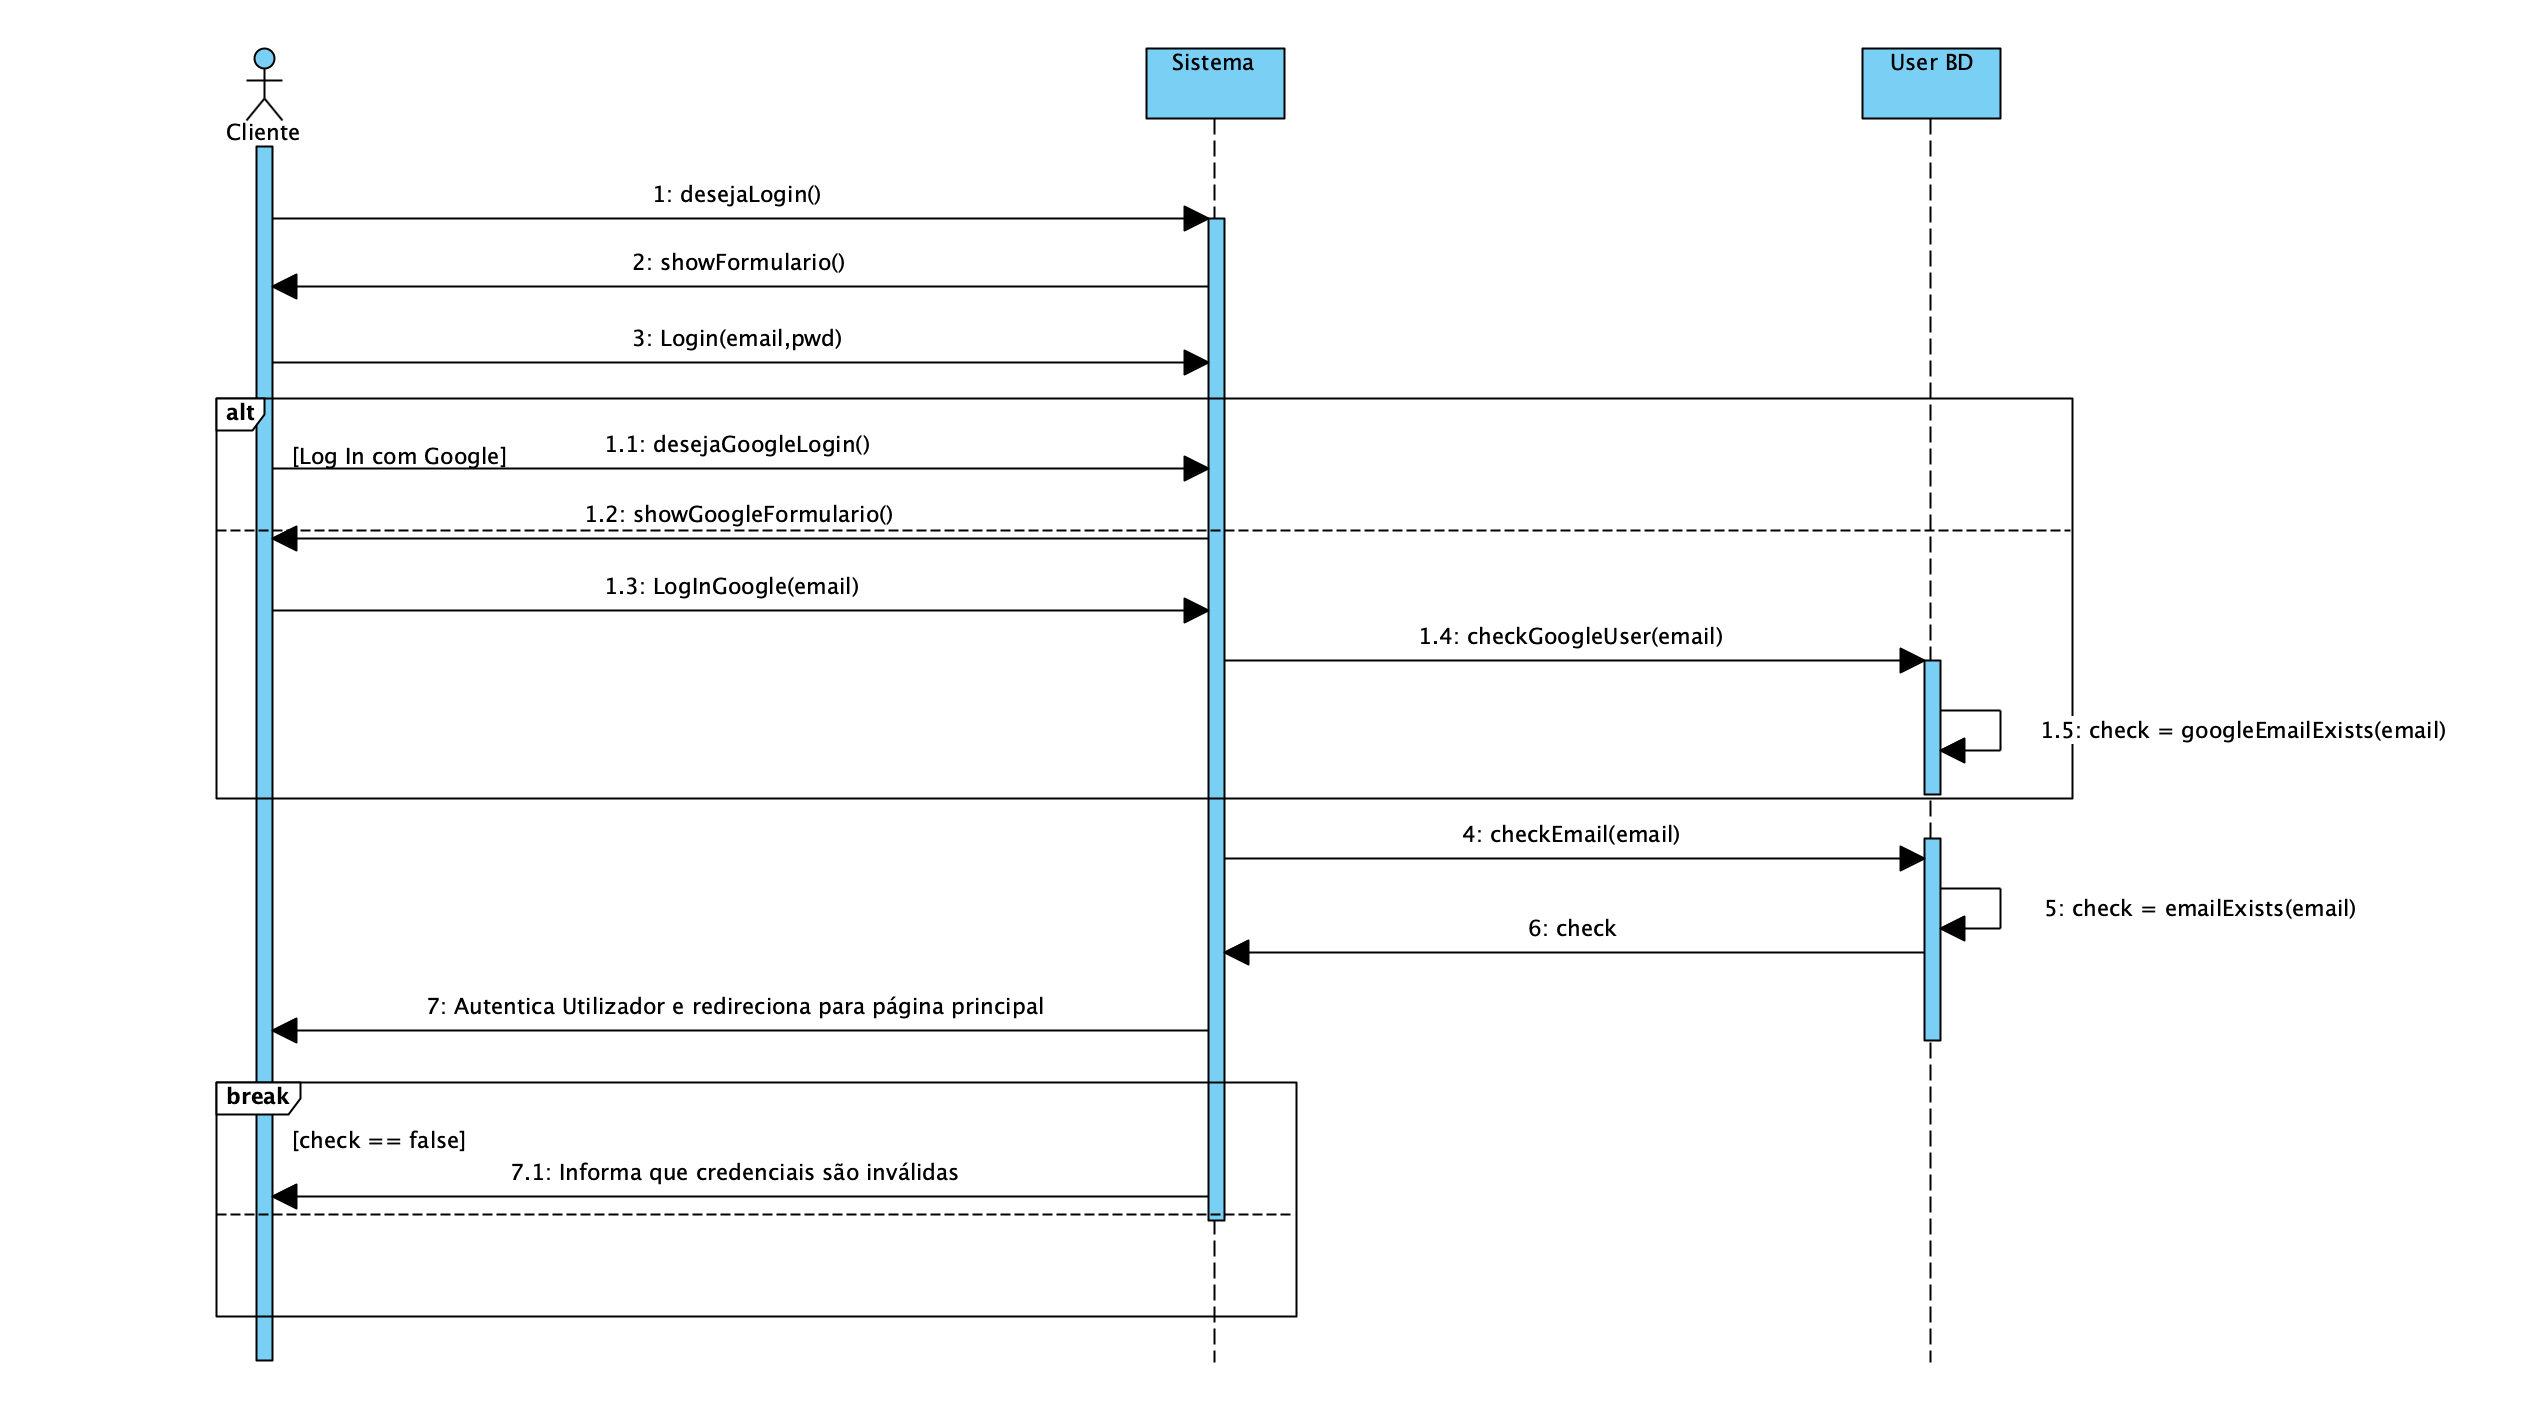 Cliente
Sistema
User BD
1: desejaLogin()
2: showFormulario()
3: Login(email,pwd)
alt
[Log In com Google]
1.1: desejaGoogleLogin()
1.2: showGoogleFormulario()
1.3: LogInGoogle(email)
1.4: checkGoogleUser(email)
1.5: check = googleEmailExists(email)
4: checkEmail(email)
5: check = emailExists(email)
6: check
7: Autentica Utilizador e redireciona para página principal
break
[check == false]
7.1: Informa que credenciais são inválidas